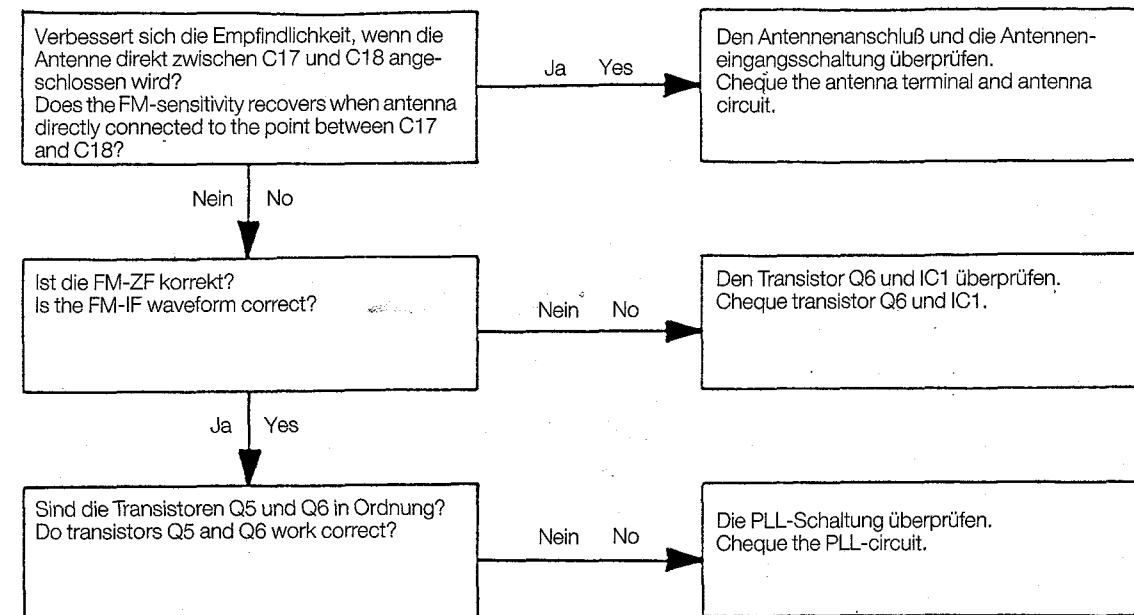 Verbessert sich die Empfindlichkeit, wenn die
Antenne direkt zwischen C17 und C18 ange-
schlossen wird?
Does the FM-sensitivity recovers when antenna
directly connected to the point between C17
and C18?
Ja Yes
Den Antennenanschluß und die Antennen-
eingangsschaltung überprüfen.
Cheque the antenna terminal and antenna
circuit.
Nein No
Ist die FM-ZF korrekt?
Is the FM-IF waveform correct?
Nein No
Den Transistor Q6 und IC1 überprüfen.
Cheque transistor Q6 und IC1.
Ja Yes
Sind die Transistoren Q5 und Q6 in Ordnung?
Do transistors Q5 and Q6 work correct?
Nein No
Die PLL-Schaltung überprüfen.
Cheque the PLL-circuit.